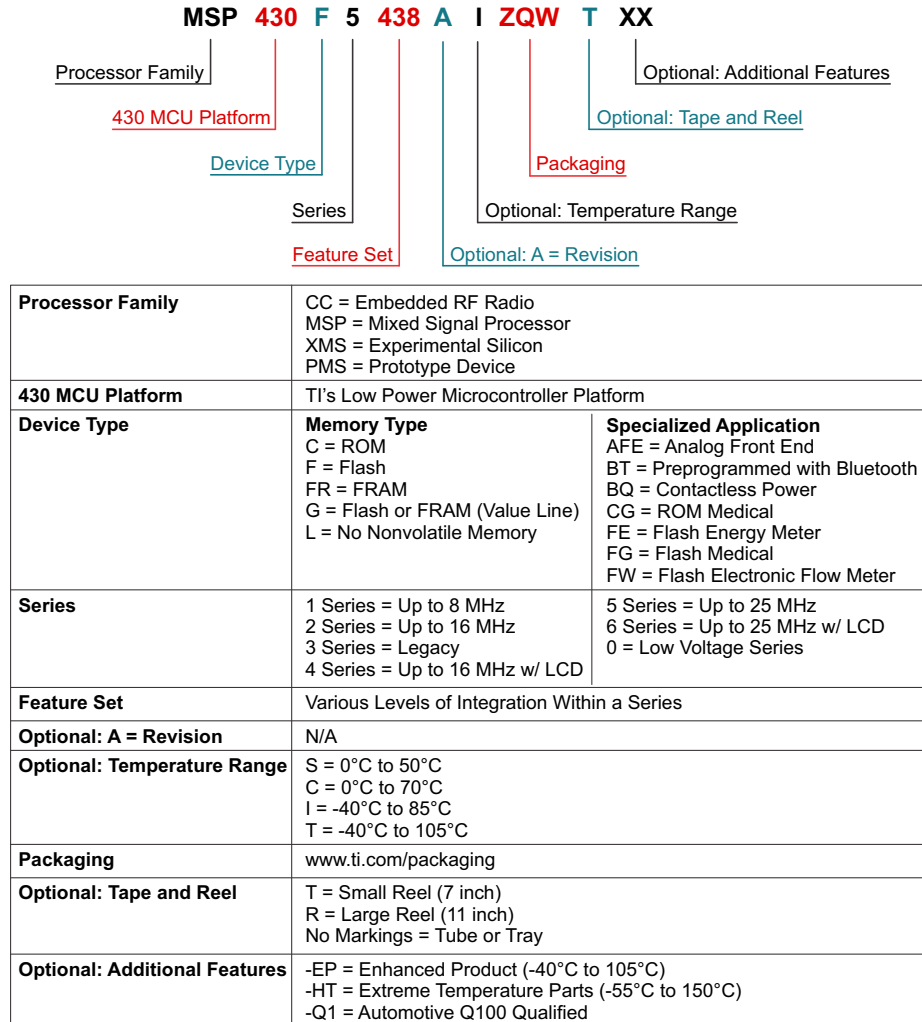 MSP 430 F 5 438 A I ZQW T XX
Processor Family
Optional: Additional Features
430 MCU Platform
Optional: Tape and Reel
Device Type
Packaging
Series
Optional: Temperature Range
Feature Set
Optional: A = Revision
Processor Family
CC = Embedded RF Radio
MSP = Mixed Signal Processor
XMS = Experimental Silicon
PMS = Prototype Device
430 MCU Platform
TI's Low Power Microcontroller Platform
Device Type
Memory Type
C = ROM
F = Flash
FR = FRAM
G = Flash or FRAM (Value Line)
L = No Nonvolatile Memory
Specialized Application
AFE = Analog Front End
BT = Preprogrammed with Bluetooth
BQ = Contactless Power
CG = ROM Medical
FE = Flash Energy Meter
FG = Flash Medical
FW = Flash Electronic Flow Meter
Series
1 Series = Up to 8 MHz
2 Series = Up to 16 MHz
3 Series = Legacy
4 Series = Up to 16 MHz w/ LCD
5 Series = Up to 25 MHz
6 Series = Up to 25 MHz w/ LCD
0 = Low Voltage Series
Feature Set
Various Levels of Integration Within a Series
Optional: A = Revision
N/A
Optional: Temperature Range
S = 0°C to 50°C
C = 0°C to 70°C
I = -40°C to 85°C
T = -40°C to 105°C
Packaging
www.ti.com/packaging
Optional: Tape and Reel
T = Small Reel (7 inch)
R = Large Reel (11 inch)
No Markings = Tube or Tray
Optional: Additional Features
-EP = Enhanced Product (-40°C to 105°C)
-HT = Extreme Temperature Parts (-55°C to 150°C)
-Q1 = Automotive Q100 Qualified